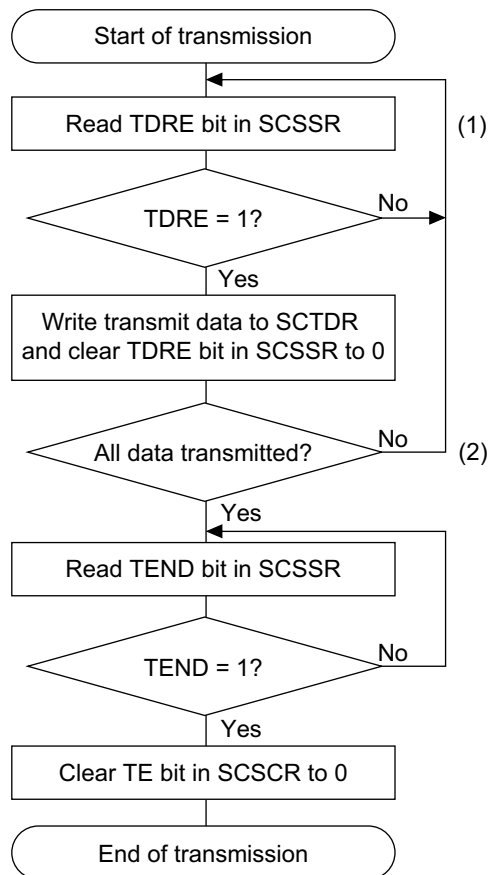 Start of transmission
Read TDRE bit in SCSSR
(1)
TDRE = 1?
No
Yes
Write transmit data to SCTDR
and clear TDRE bit in SCSSR to 0
All data transmitted?
No
(2)
Yes
Read TEND bit in SCSSR
TEND = 1?
No
Yes
Clear TE bit in SCSCR to 0
End of transmission